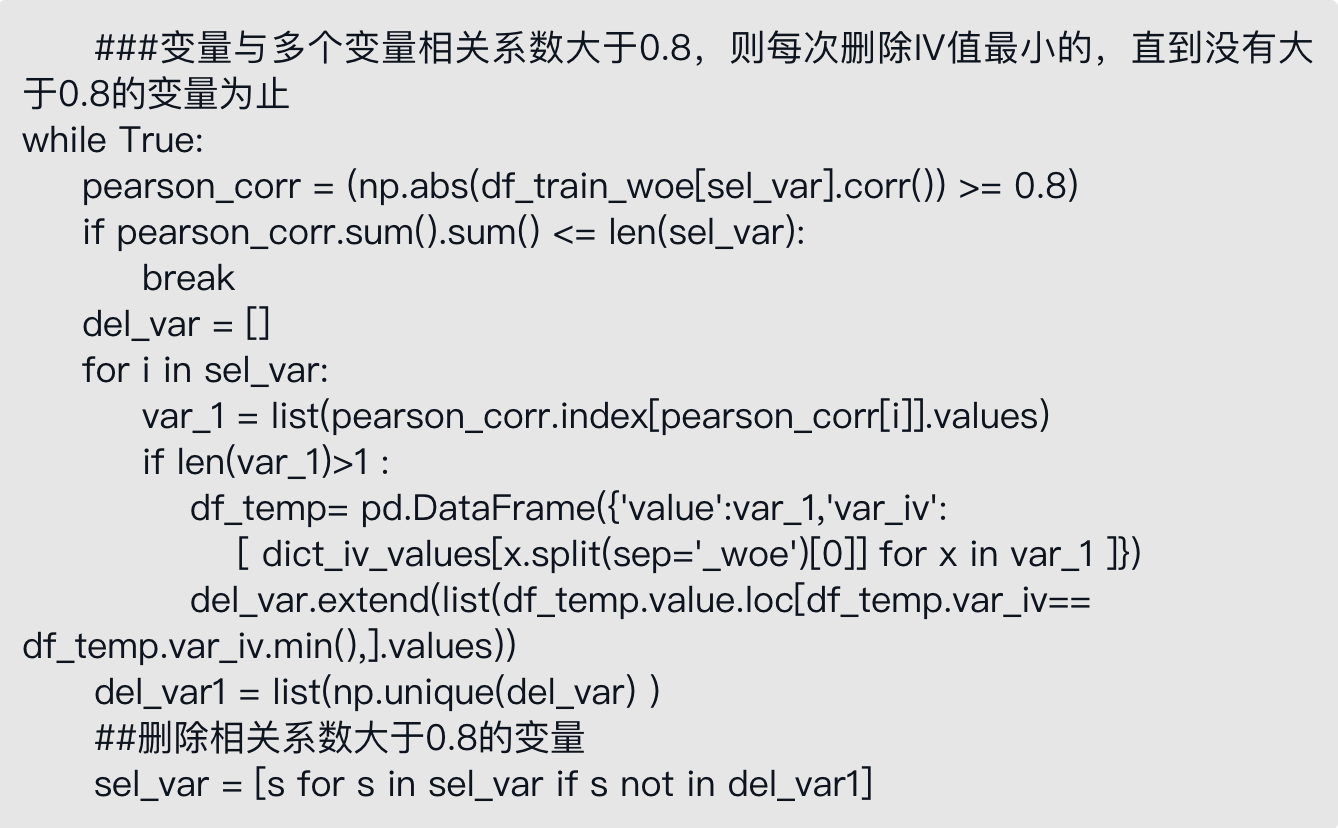 ###变量与多个变量相关系数大于0.8，则每次删除IV值最小的，直到没有大
于0.8的变量为止
while True:
    pearson_corr = (np.abs(df_train_woe[sel_var].corr()) >= 0.8)
    if pearson_corr.sum().sum() <= len(sel_var):
        break
    del_var = []
    for i in sel_var:
        var_1 = list(pearson_corr.index[pearson_corr[i]].values)
        if len(var_1)>1 :
            df_temp= pd.DataFrame({'value':var_1,'var_iv':
                [ dict_iv_values[x.split(sep='_woe')[0]] for x in var_1 ]})
            del_var.extend(list(df_temp.value.loc[df_temp.var_iv==
df_temp.var_iv.min(),].values))
    del_var1 = list(np.unique(del_var) )
    ##删除相关系数大于0.8的变量
    sel_var = [s for s in sel_var if s not in del_var1]